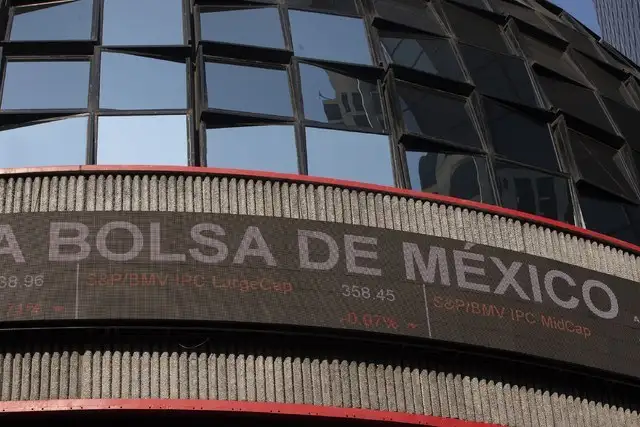 A BOLSA DE MÉXICO
38.96 S&P/BMV IPC LargeCap 358.45 S&P/BMV IPC MidCap
-0.07%